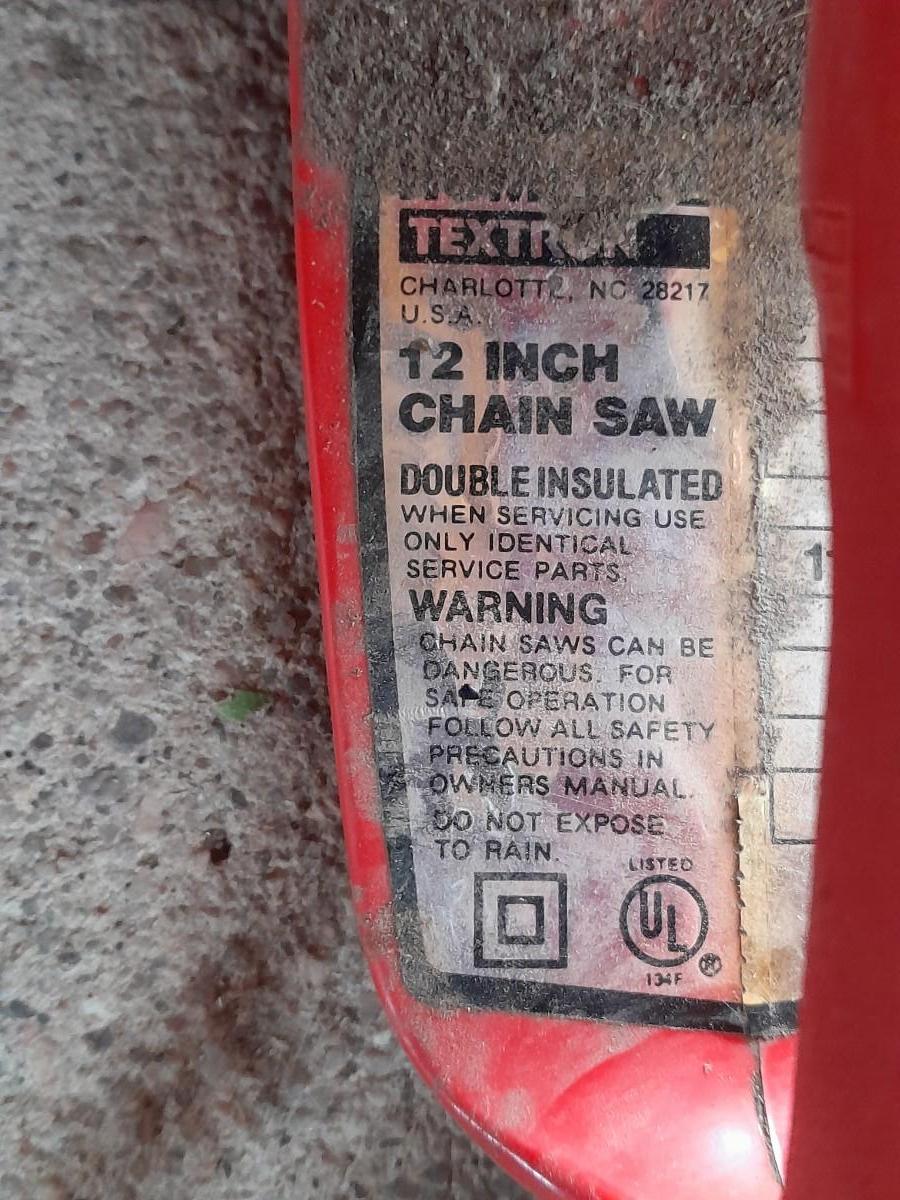 TEXTRON
CHARLOTTE, NC 28217
U.S.A.
12 INCH
CHAIN SAW
DOUBLE INSULATED
WHEN SERVICING USE
ONLY IDENTICAL
SERVICE PARTS.
WARNING
CHAIN SAWS CAN BE
DANGEROUS. FOR
SAFE OPERATION
FOLLOW ALL SAFETY
PRECAUTIONS IN
OWNERS MANUAL.
DO NOT EXPOSE
TO RAIN.
LISTED
UL
®
134F